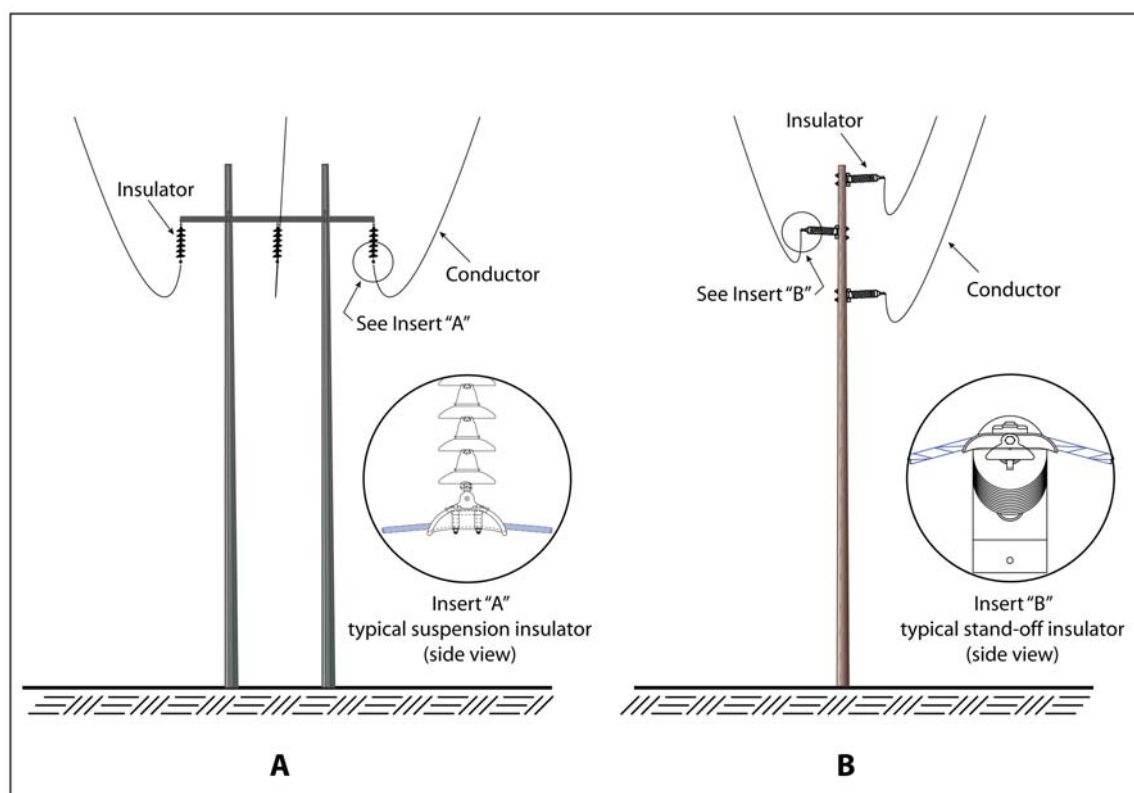 Insulator
Conductor
See Insert “A”
Insert “A”
typical suspension insulator
(side view)
A
Insulator
See Insert “B”
Conductor
Insert “B”
typical stand-off insulator
(side view)
B